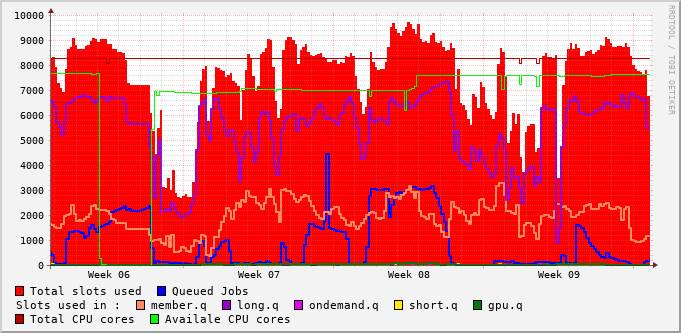 10000
9000
8000
7000
6000
5000
4000
3000
2000
1000
0
Week 06 Week 07 Week 08 Week 09
RRDTOOL / TOBI OETIKER
Total slots used Queued Jobs
Slots used in : member.q long.q ondemand.q short.q gpu.q
Total CPU cores Availale CPU cores